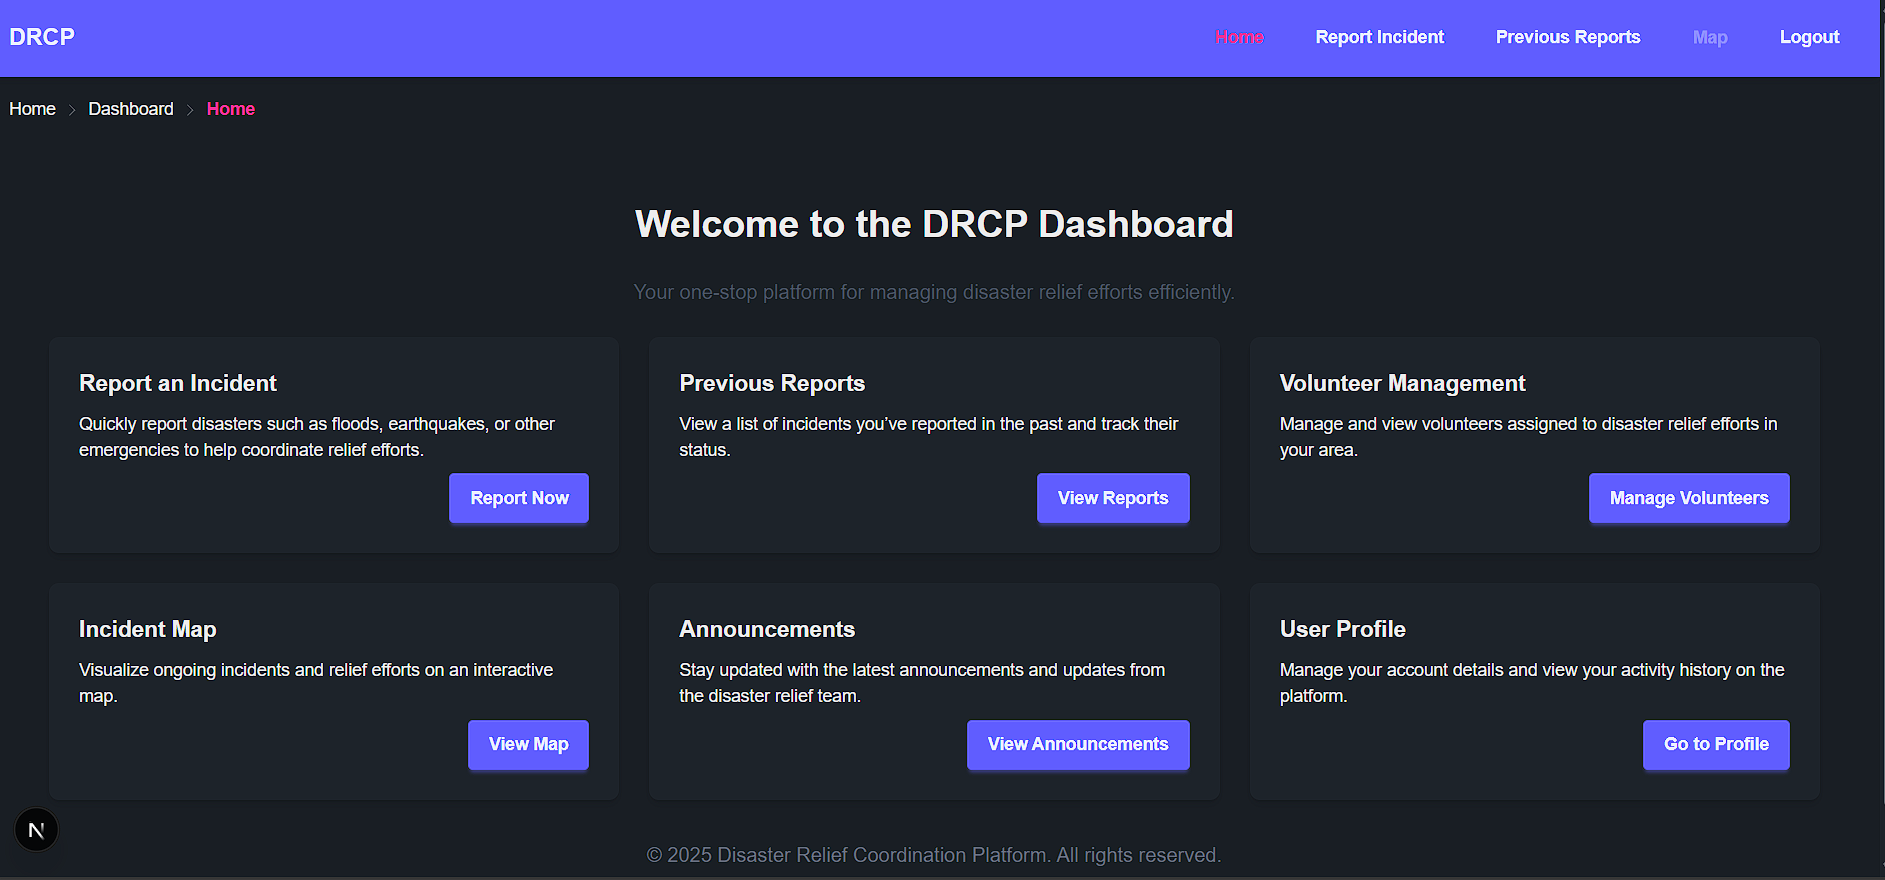 DRCP
Home
Report Incident
Previous Reports
Map
Logout
Home > Dashboard > Home
Welcome to the DRCP Dashboard
Your one-stop platform for managing disaster relief efforts efficiently.
Report an Incident
Quickly report disasters such as floods, earthquakes, or other
emergencies to help coordinate relief efforts.
Report Now
Previous Reports
View a list of incidents you’ve reported in the past and track their
status.
View Reports
Volunteer Management
Manage and view volunteers assigned to disaster relief efforts in
your area.
Manage Volunteers
Incident Map
Visualize ongoing incidents and relief efforts on an interactive
map.
View Map
Announcements
Stay updated with the latest announcements and updates from
the disaster relief team.
View Announcements
User Profile
Manage your account details and view your activity history on the
platform.
Go to Profile
N
© 2025 Disaster Relief Coordination Platform. All rights reserved.